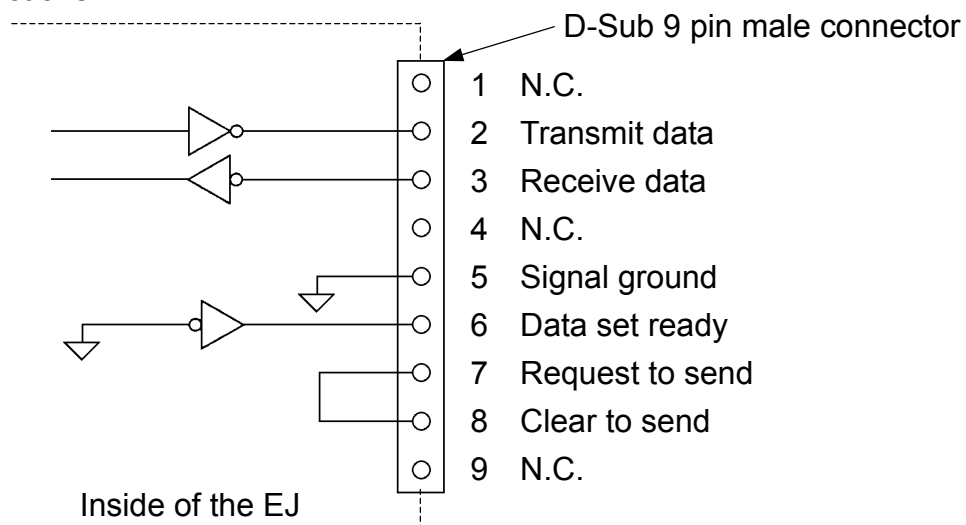 D-Sub 9 pin male connector
1 N.C.
2 Transmit data
3 Receive data
4 N.C.
5 Signal ground
6 Data set ready
7 Request to send
8 Clear to send
9 N.C.
Inside of the EJ